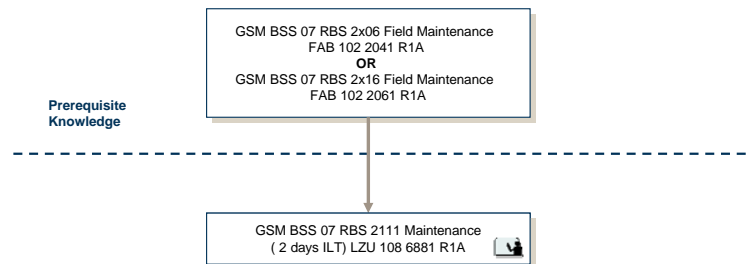 GSM BSS 07 RBS 2x06 Field Maintenance
FAB 102 2041 R1A
OR
GSM BSS 07 RBS 2x16 Field Maintenance
FAB 102 2061 R1A
Prerequisite
Knowledge
GSM BSS 07 RBS 2111 Maintenance
( 2 days ILT) LZU 108 6881 R1A